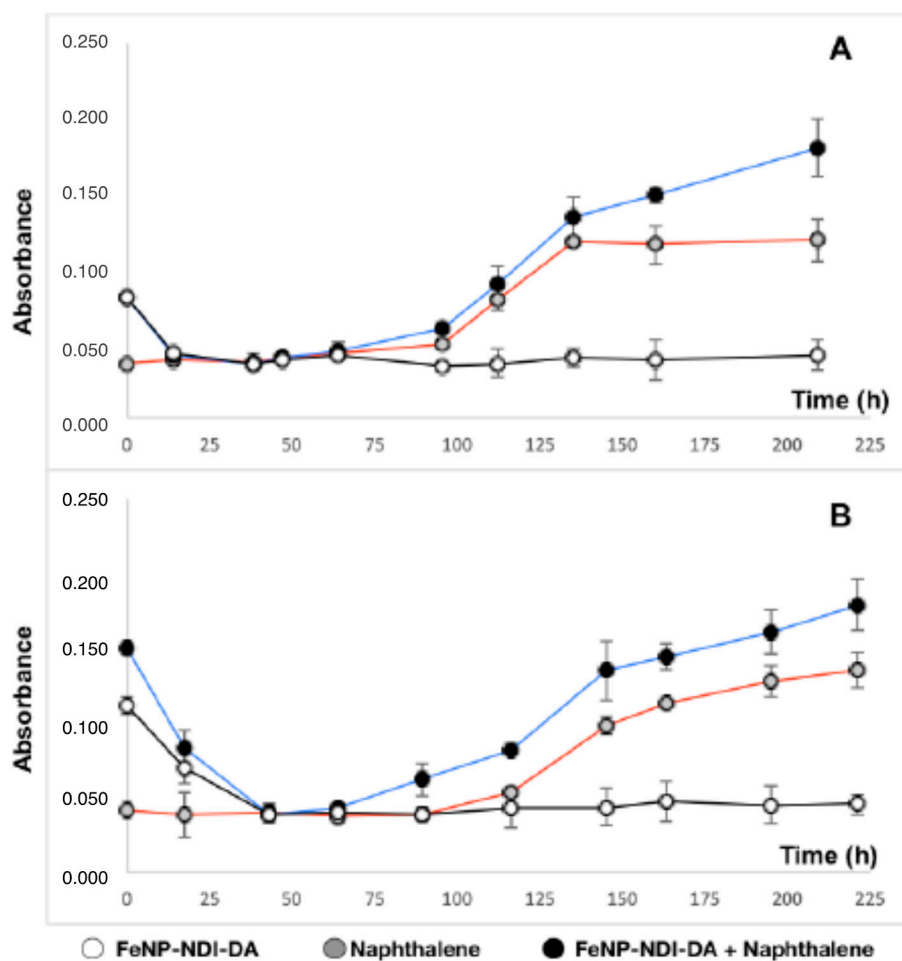 A
0.250
0.200
0.150
0.100
0.050
0.000
Absorbance
Time (h)
0 25 50 75 100 125 150 175 200 225
B
0.250
0.200
0.150
0.100
0.050
0.000
Absorbance
Time (h)
0 25 50 75 100 125 150 175 200 225
FeNP-NDI-DA Naphthalene FeNP-NDI-DA + Naphthalene